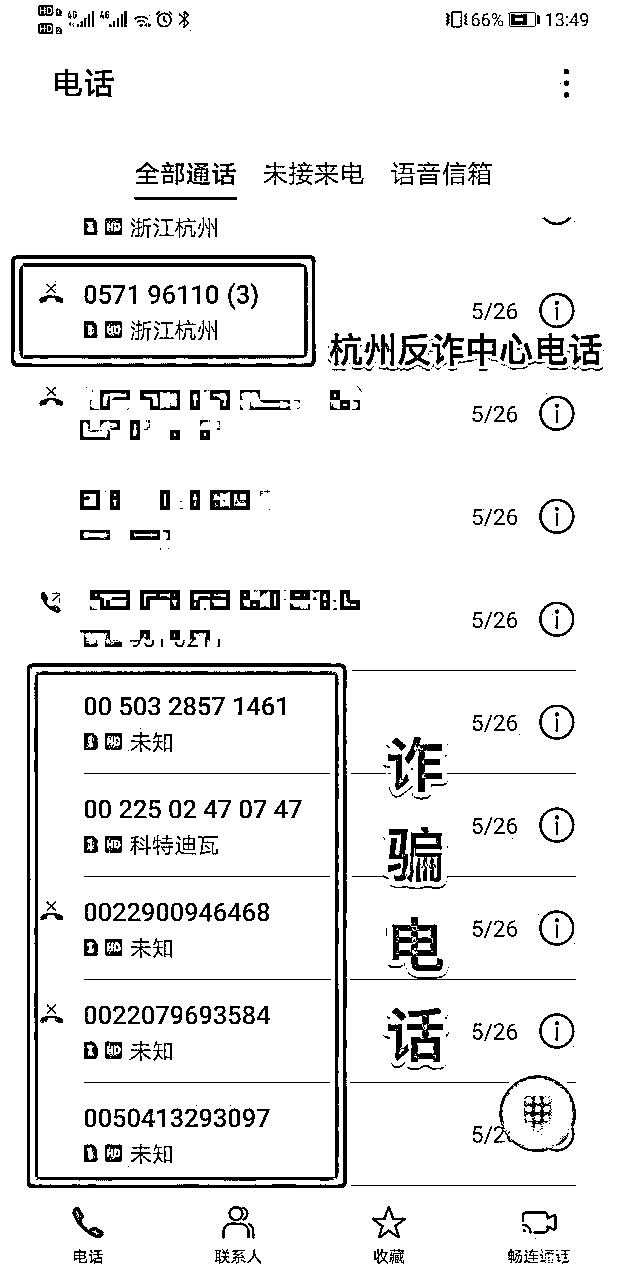 66% 13:49
电话
全部通话 未接来电 语音信箱
浙江杭州
0571 96110 (3)
浙江杭州
5/26
杭州反诈中心电话
5/26
5/26
5/26
00 503 2857 1461
未知
5/26
00 225 02 47 07 47
科特迪瓦
5/26
0022900946468
未知
5/26
0022079693584
未知
5/26
0050413293097
未知
诈
骗
电
话
电话 联系人 收藏 畅连通话